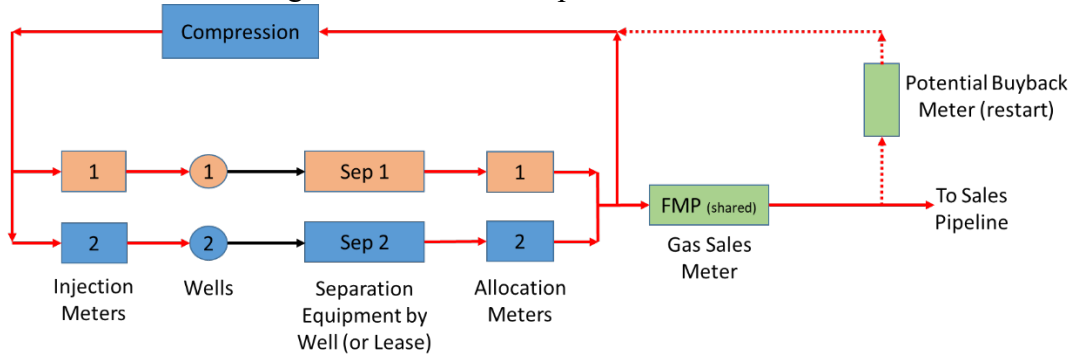 Compression
Potential Buyback
Meter (restart)
1
1
Sep 1
1
2
2
Sep 2
2
FMP (shared)
To Sales
Pipeline
Gas Sales
Meter
Injection
Meters
Wells
Separation
Equipment by
Well (or Lease)
Allocation
Meters